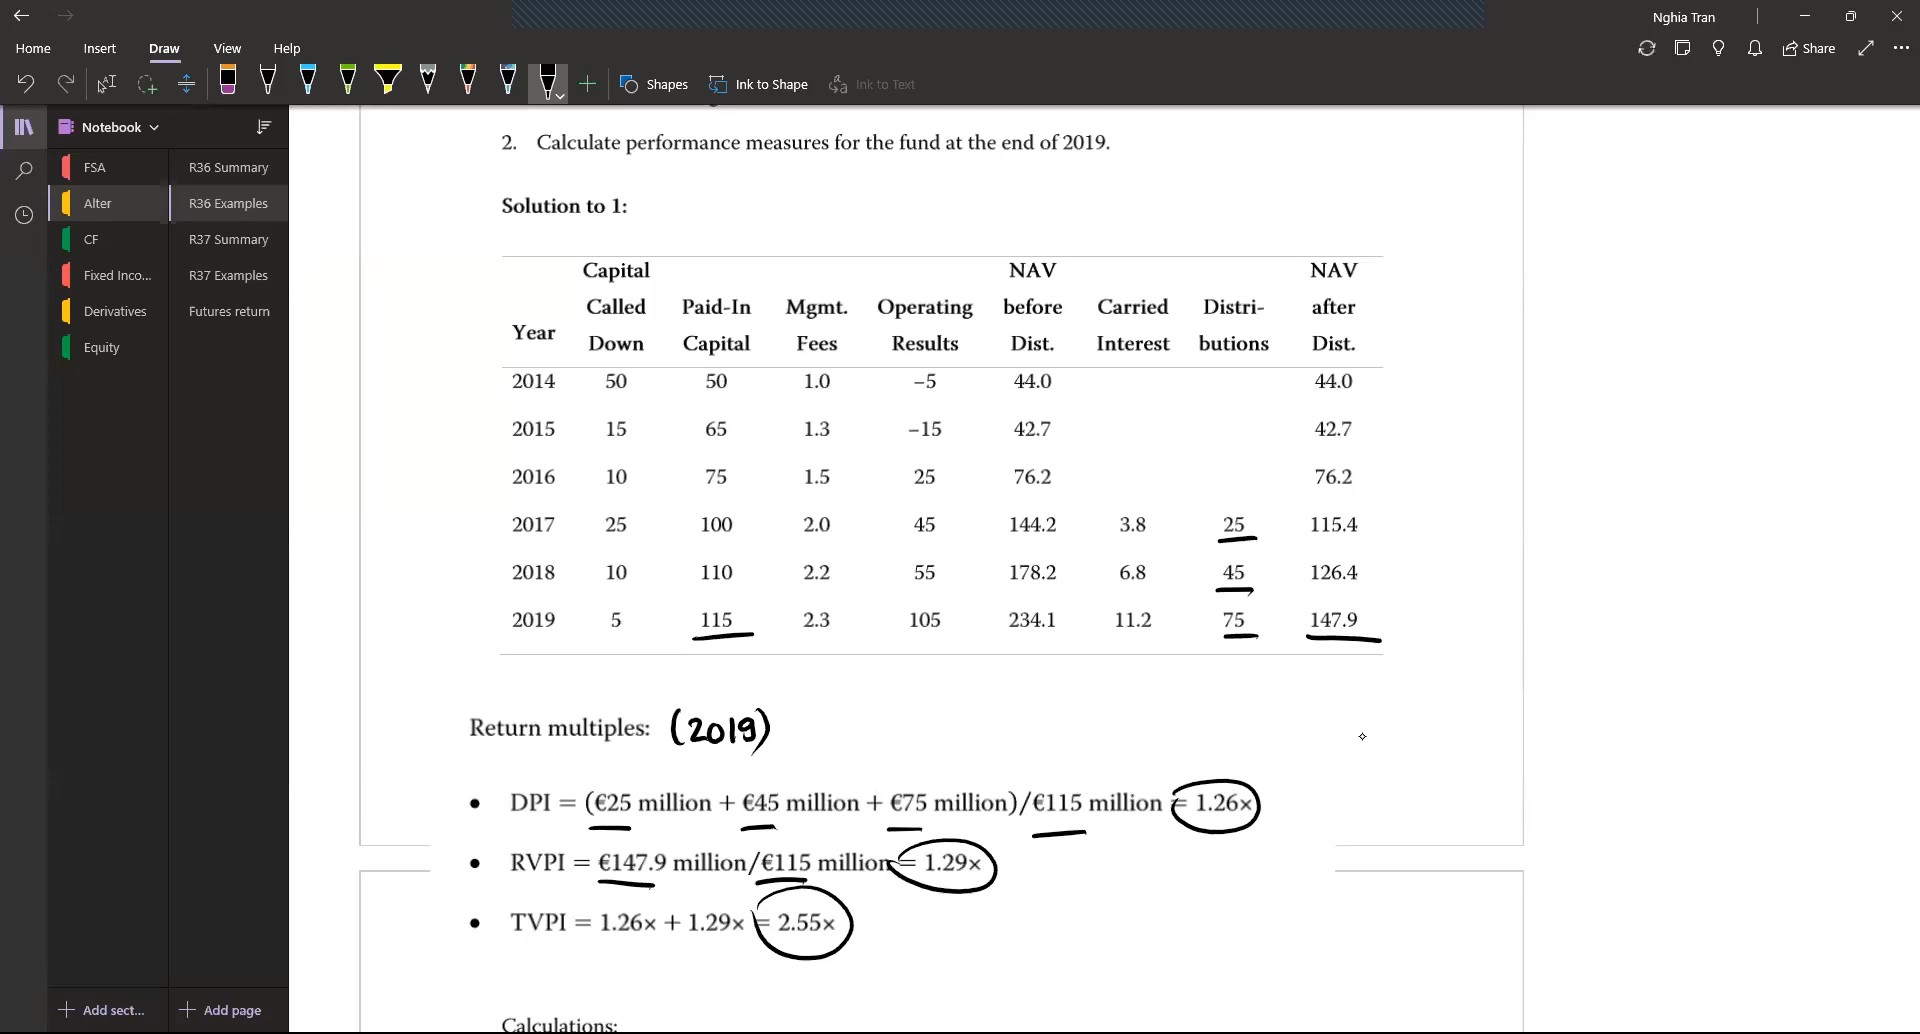 Nghia Tran
Home Insert Draw View Help
Share
Shapes Ink to Shape Ink to Text
Notebook
FSA
Alter
CF
Fixed Inco...
Derivatives
Equity
R36 Summary
R36 Examples
R37 Summary
R37 Examples
Futures return
Add sect...
Add page
2. Calculate performance measures for the fund at the end of 2019.
Solution to 1:
Year Capital Called Down Paid-In Capital Mgmt. Fees Operating Results NAV before Dist. Carried Interest Distri-butions NAV after Dist.
2014 50 50 1.0 –5 44.0 44.0
2015 15 65 1.3 –15 42.7 42.7
2016 10 75 1.5 25 76.2 76.2
2017 25 100 2.0 45 144.2 3.8 25 115.4
2018 10 110 2.2 55 178.2 6.8 45 126.4
2019 5 115 2.3 105 234.1 11.2 75 147.9
Return multiples: (2019)
• DPI = (€25 million + €45 million + €75 million)/€115 million = 1.26×
• RVPI = €147.9 million/€115 million = 1.29×
• TVPI = 1.26× + 1.29× = 2.55×
Calculations: